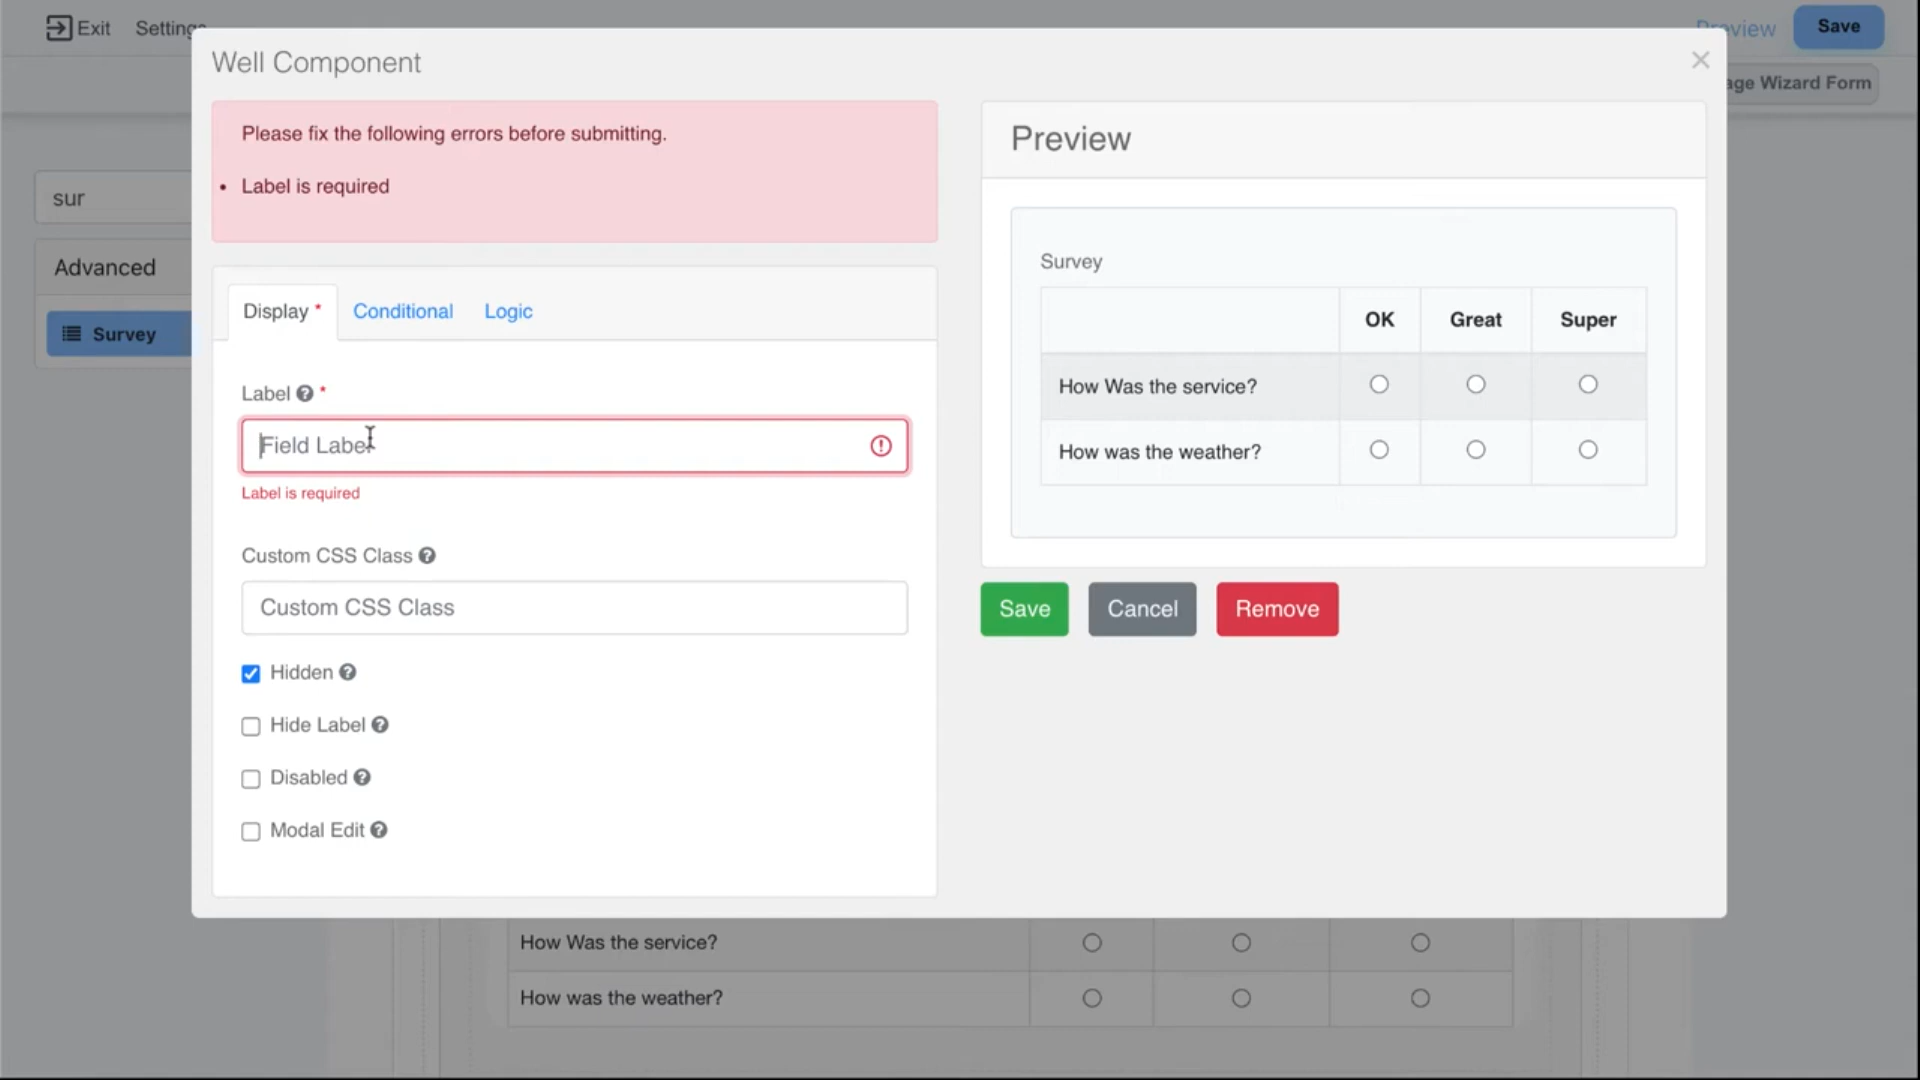 Exit
Settings
Preview
Save
age Wizard Form
sur
Advanced
Survey
Well Component
Please fix the following errors before submitting.
Label is required
Display *
Conditional
Logic
Label *
Field Label
Label is required
Custom CSS Class
Custom CSS Class
Hidden
Hide Label
Disabled
Modal Edit
Preview
Survey
OK Great Super
How Was the service?
How was the weather?
Save
Cancel
Remove
How Was the service?
How was the weather?